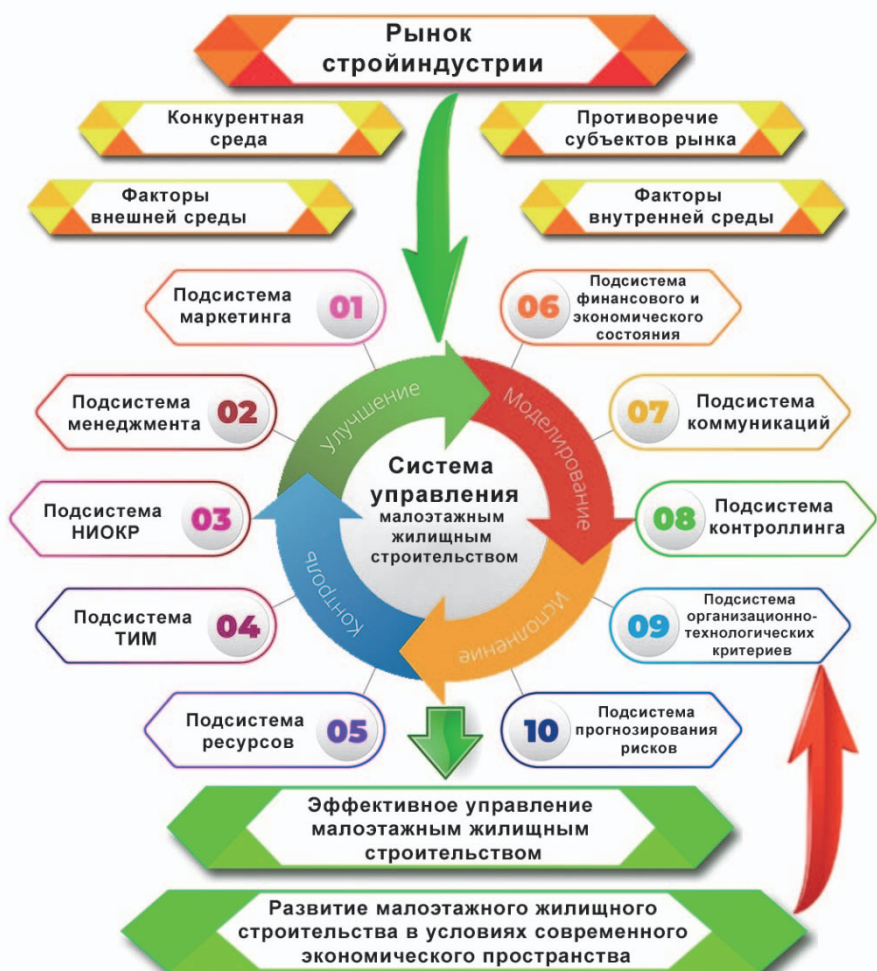 Рынок
стройиндустрии
Конкурентная
среда
Противоречие
субъектов рынка
Факторы
внешней среды
Факторы
внутренней среды
Подсистема
маркетинга
01
06
Подсистема
финансового и
экономического
состояния
Подсистема
менеджмента
02
07
Подсистема
коммуникаций
Подсистема
НИОКР
03
08
Подсистема
контроллинга
Подсистема
ТИМ
04
09
Подсистема
организационно-
технологических
критериев
Подсистема
ресурсов
05
10
Подсистема
прогнозирования
рисков
Улучшение
Моделирование
Исполнение
Контроль
Система
управления
малоэтажным
жилищным
строительством
Эффективное управление
малоэтажным жилищным
строительством
Развитие малоэтажного жилищного
строительства в условиях современного
экономического пространства